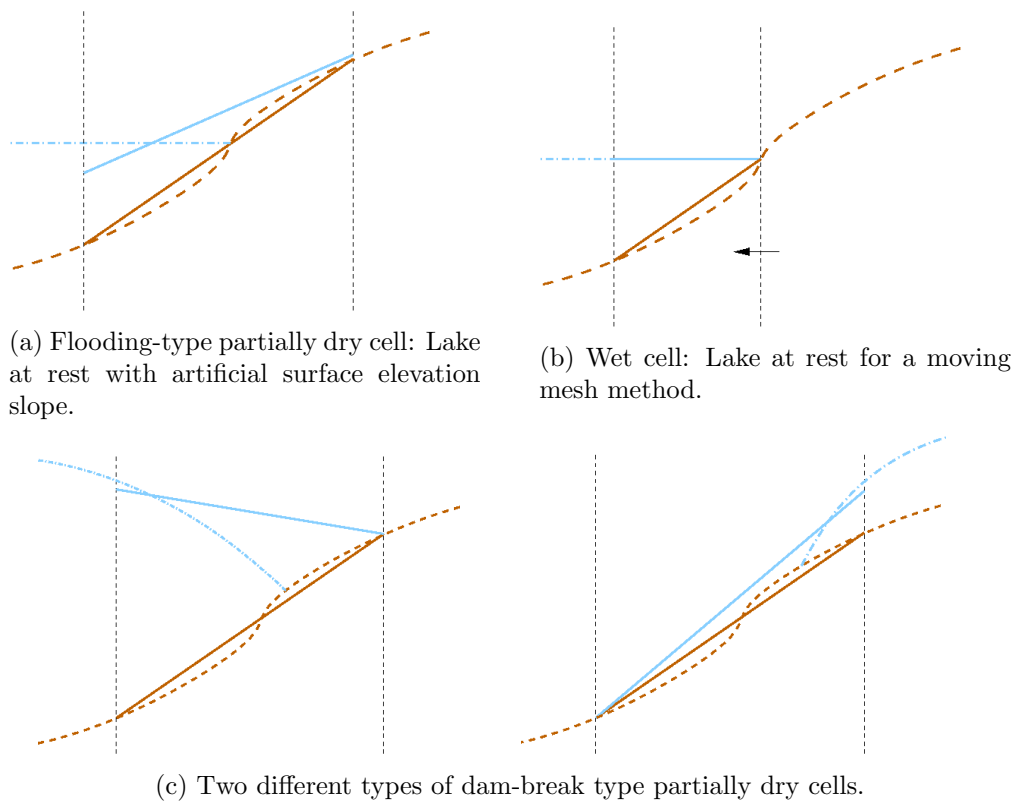 (a) Flooding-type partially dry cell: Lake
at rest with artificial surface elevation
slope.
(b) Wet cell: Lake at rest for a moving
mesh method.
(c) Two different types of dam-break type partially dry cells.